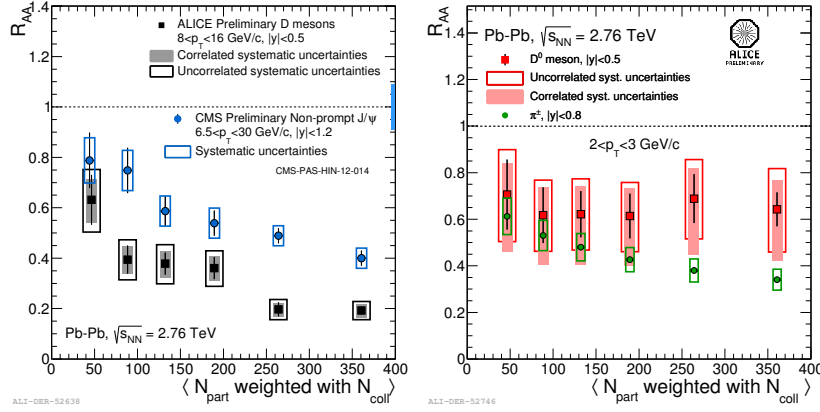 R_AA
1.4
1.2
1
0.8
0.6
0.4
0.2
0
ALICE Preliminary D mesons
8<p_T<16 GeV/c, |y|<0.5
Correlated systematic uncertainties
Uncorrelated systematic uncertainties
CMS Preliminary Non-prompt J/ψ
6.5<p_T<30 GeV/c, |y|<1.2
Systematic uncertainties
CMS-PAS-HIN-12-014
Pb-Pb, √s_NN = 2.76 TeV
0 50 100 150 200 250 300 350 400
⟨ N_part weighted with N_coll ⟩
ALI-DER-52638
R_AA
1.4
1.2
1
0.8
0.6
0.4
0.2
0
Pb-Pb, √s_NN = 2.76 TeV
ALICE
PRELIMINARY
D⁰ meson, |y|<0.5
Uncorrelated syst. uncertainties
Correlated syst. uncertainties
π±, |y|<0.8
2<p_T<3 GeV/c
0 50 100 150 200 250 300 350 400
⟨ N_part weighted with N_coll ⟩
ALI-DER-52746